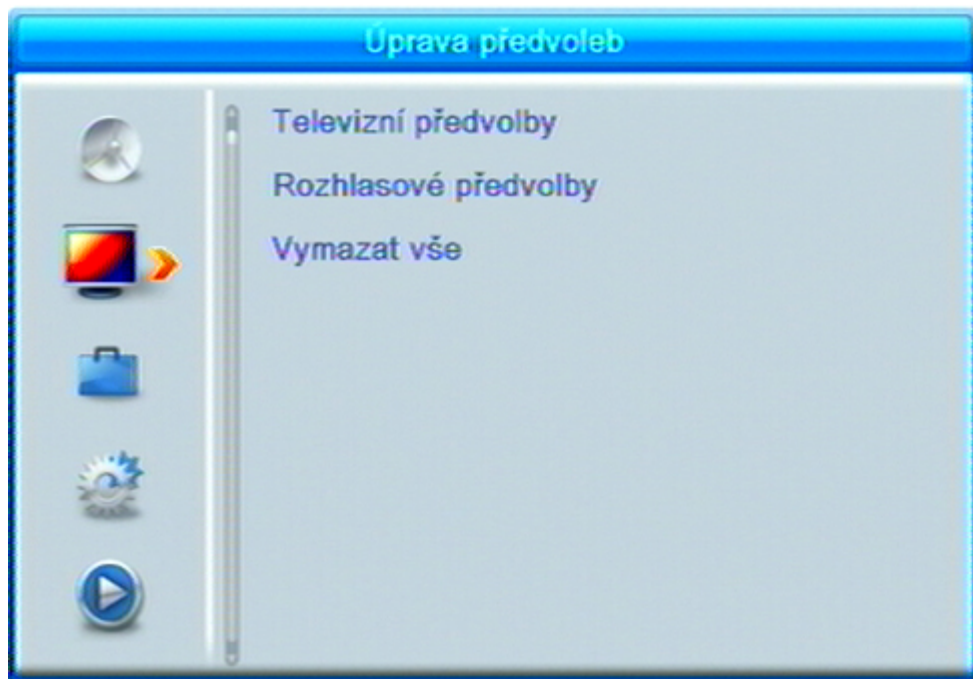 Úprava předvoleb
Televizní předvolby
Rozhlasové předvolby
Vymazat vše